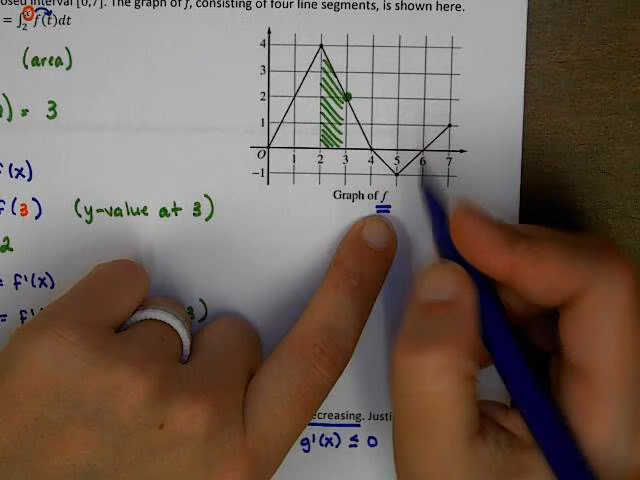 osed interval [0,7]. The graph of f, consisting of four line segments, is shown here.
= ∫₂ˣ f(t)dt
(area)
) = 3
f(x)
f(3) (y-value at 3)
2
= f'(x)
= f'( 3)
4
3
2
1
O 1 2 3 4 5 6 7
−1
Graph of f
ecreasing. Justi
g'(x) ≤ 0